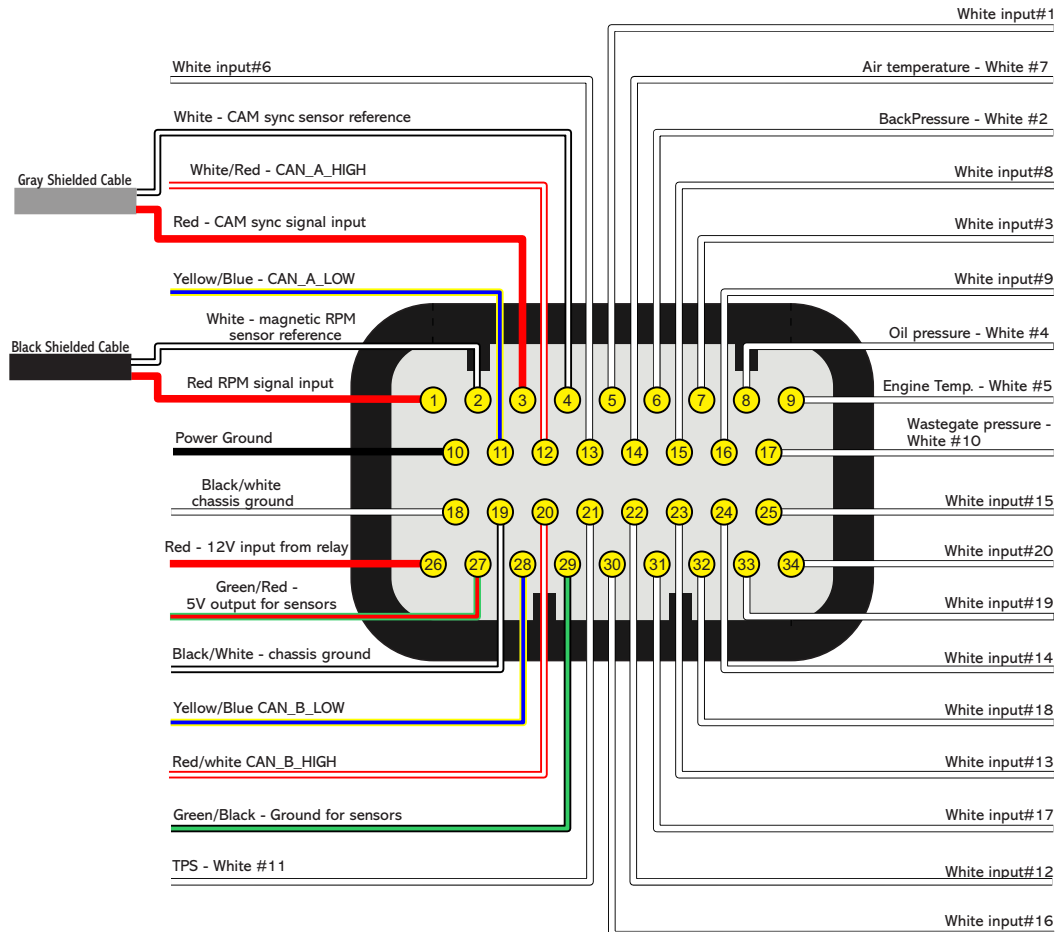 White input#1
White input#6
Air temperature - White #7
White - CAM sync sensor reference
BackPressure - White #2
White/Red - CAN_A_HIGH
White input#8
Gray Shielded Cable
Red - CAM sync signal input
White input#3
Yellow/Blue - CAN_A_LOW
White input#9
White - magnetic RPM
sensor reference
Oil pressure - White #4
Black Shielded Cable
Red RPM signal input
Engine Temp. - White #5
1 2 3 4 5 6 7 8 9
Power Ground
Wastegate pressure -
White #10
10 11 12 13 14 15 16 17
Black/white
chassis ground
White input#15
18 19 20 21 22 23 24 25
Red - 12V input from relay
White input#20
26 27 28 29 30 31 32 33 34
Green/Red -
5V output for sensors
White input#19
Black/White - chassis ground
White input#14
Yellow/Blue CAN_B_LOW
White input#18
Red/white CAN_B_HIGH
White input#13
Green/Black - Ground for sensors
White input#17
TPS - White #11
White input#12
White input#16